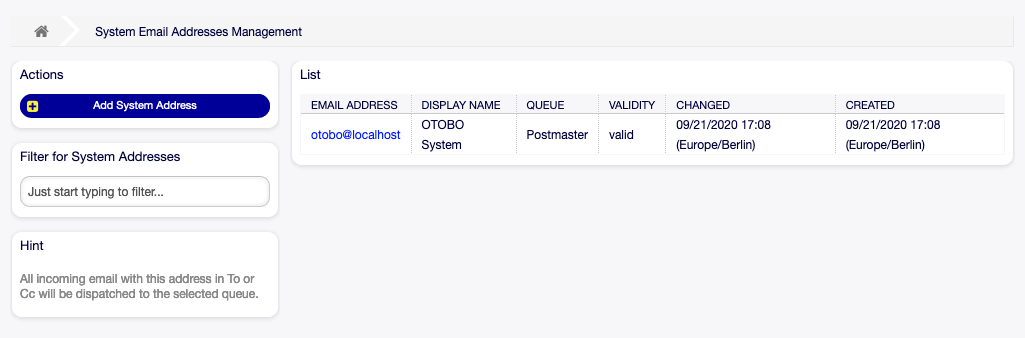 System Email Addresses Management
Actions
Add System Address
Filter for System Addresses
Just start typing to filter...
Hint
All incoming email with this address in To or
Cc will be dispatched to the selected queue.
List
EMAIL ADDRESS DISPLAY NAME QUEUE VALIDITY CHANGED CREATED
otobo@localhost OTOBO System Postmaster valid 09/21/2020 17:08 (Europe/Berlin) 09/21/2020 17:08 (Europe/Berlin)